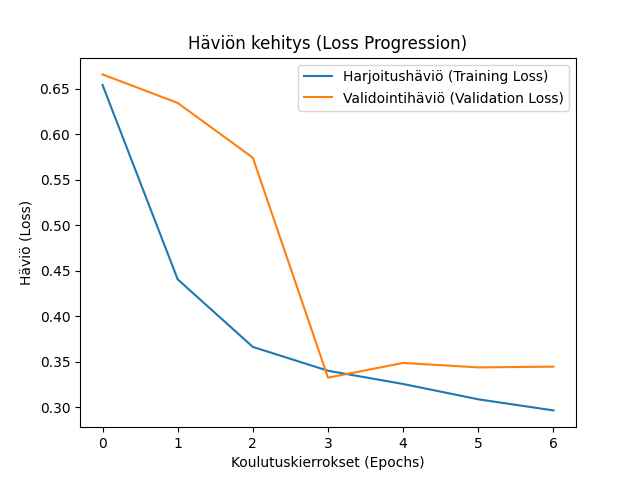 Häviön kehitys (Loss Progression)
Harjoitushäviö (Training Loss)
Validointihäviö (Validation Loss)
Häviö (Loss)
0.65
0.60
0.55
0.50
0.45
0.40
0.35
0.30
0 1 2 3 4 5 6
Koulutuskierrokset (Epochs)